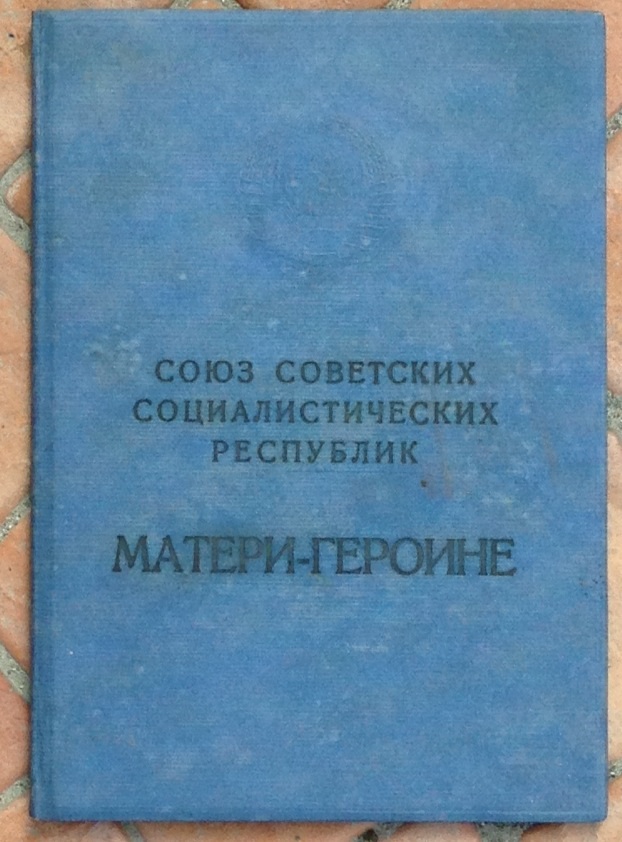 СОЮЗ СОВЕТСКИХ
СОЦИАЛИСТИЧЕСКИХ
РЕСПУБЛИК
МАТЕРИ-ГЕРОИНЕ